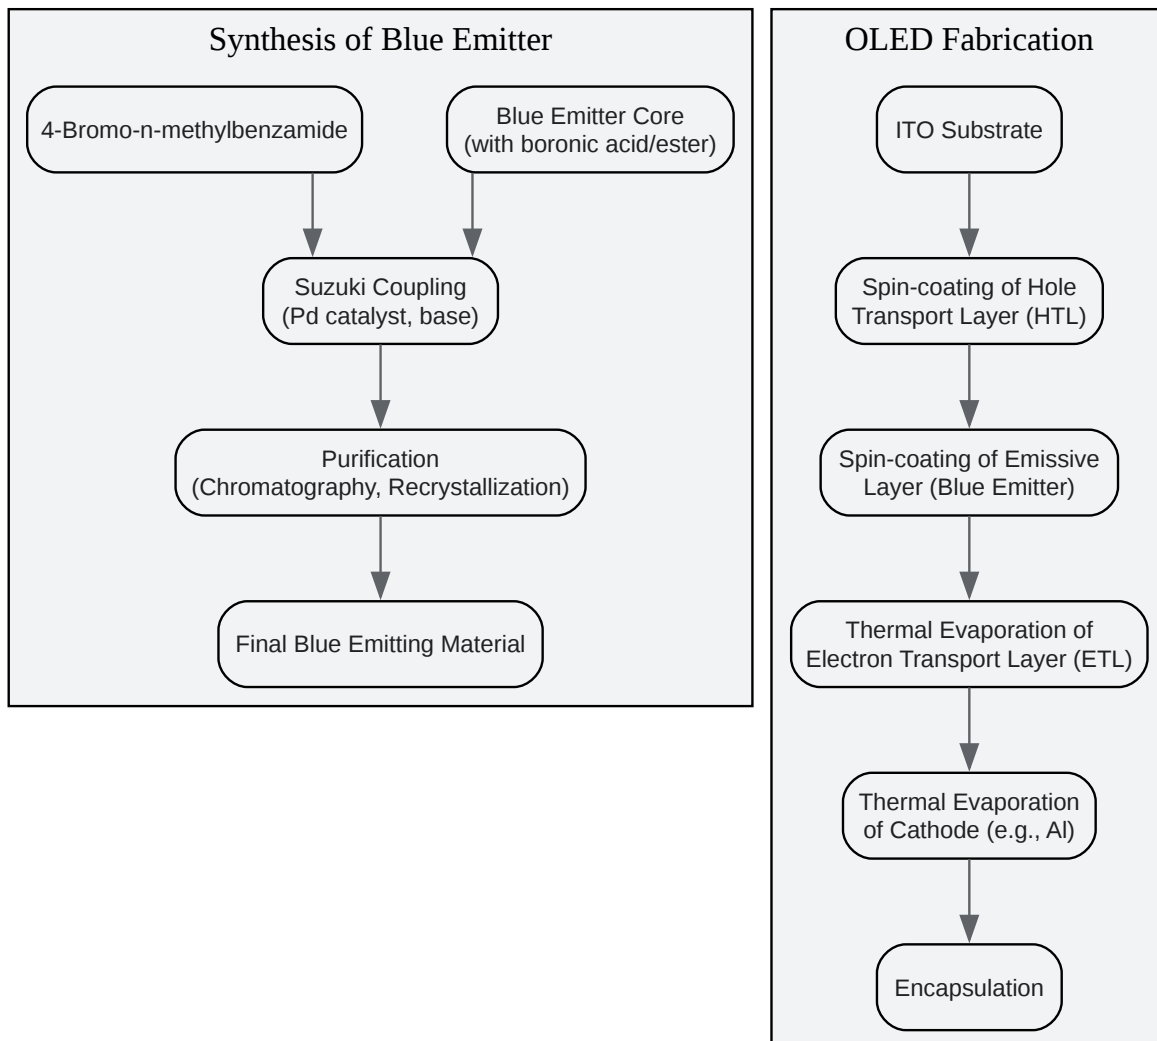 Synthesis of Blue Emitter
4-Bromo-n-methylbenzamide
Blue Emitter Core
(with boronic acid/ester)
Suzuki Coupling
(Pd catalyst, base)
Purification
(Chromatography, Recrystallization)
Final Blue Emitting Material
OLED Fabrication
ITO Substrate
Spin-coating of Hole
Transport Layer (HTL)
Spin-coating of Emissive
Layer (Blue Emitter)
Thermal Evaporation of
Electron Transport Layer (ETL)
Thermal Evaporation
of Cathode (e.g., Al)
Encapsulation